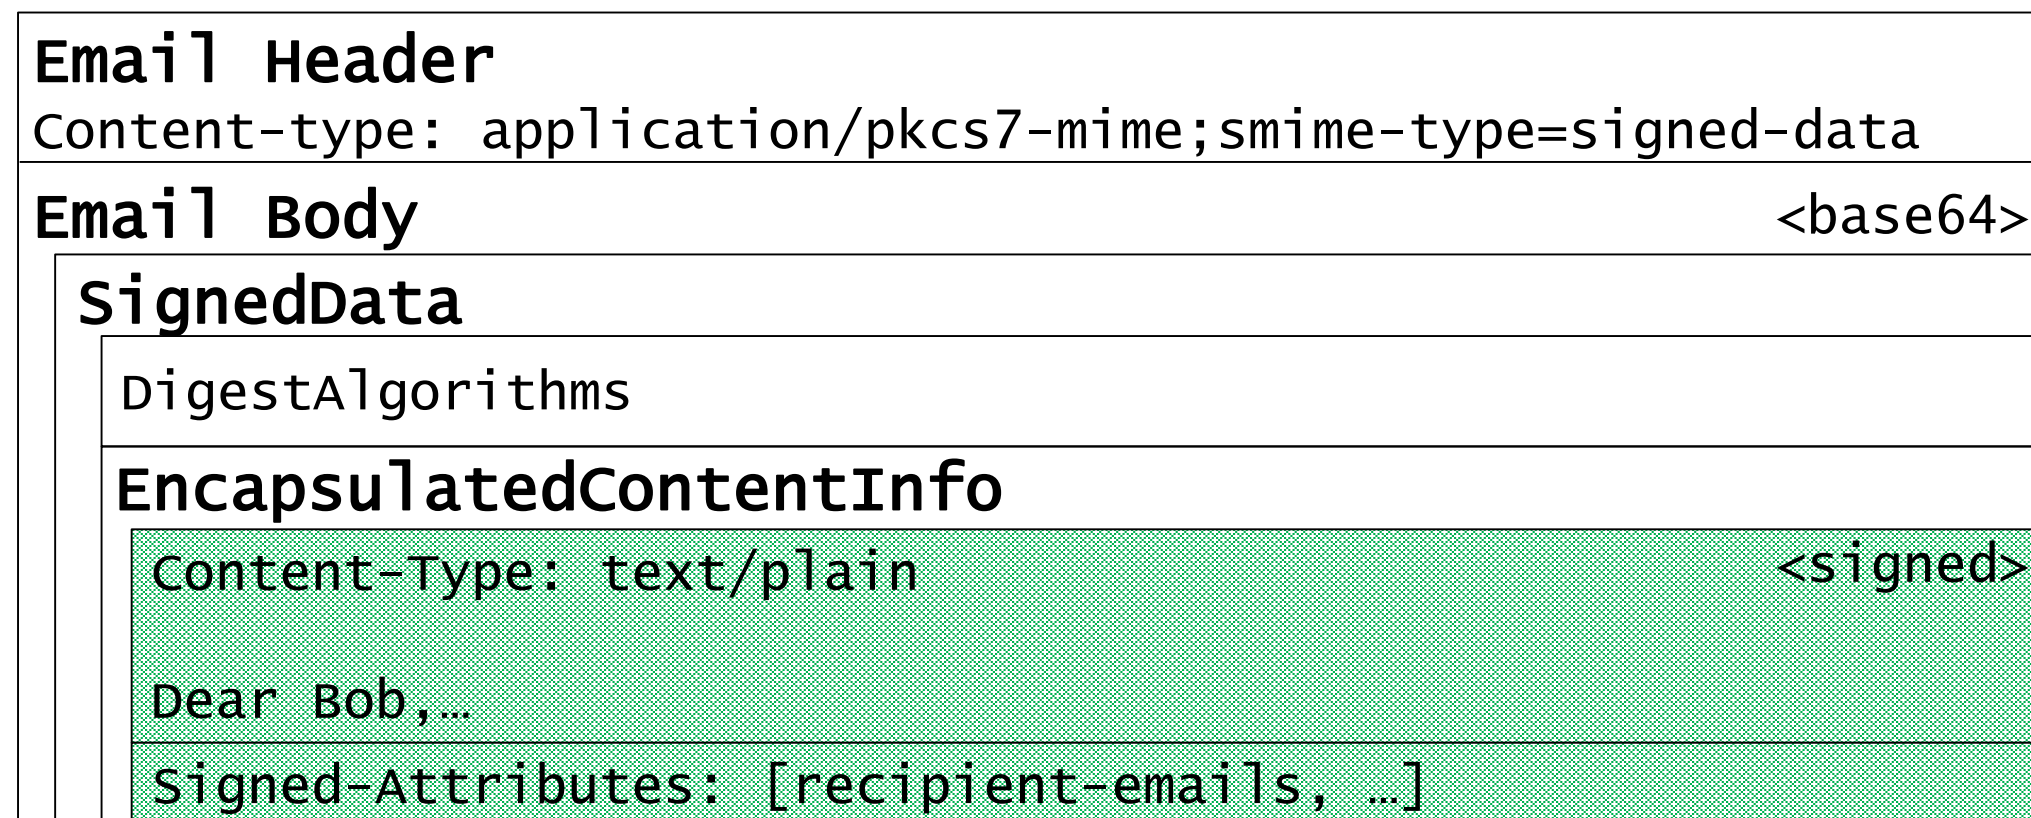 Email Header
Content-type: application/pkcs7-mime;smime-type=signed-data
Email Body <base64>
SignedData
DigestAlgorithms
EncapsulatedContentInfo
Content-Type: text/plain <signed>
Dear Bob,…
Signed-Attributes: [recipient-emails, …]